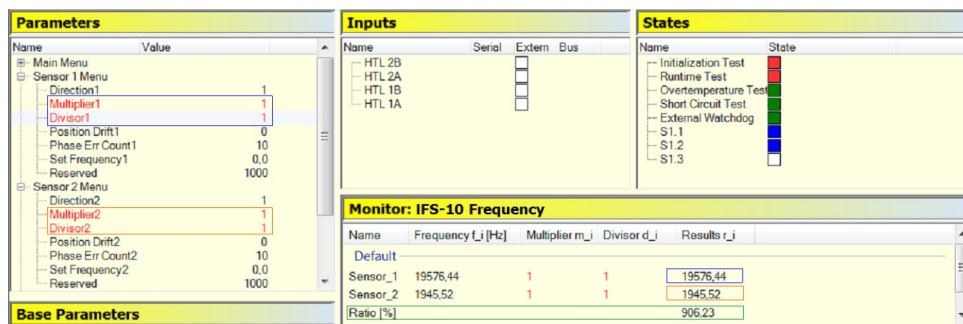 Parameters
Name Value
Main Menu
Sensor 1 Menu
Direction1 1
Multiplier1 1
Divisor1 1
Position Drift1 0
Phase Err Count1 10
Set Frequency1 0,0
Reserved 1000
Sensor 2 Menu
Direction2 1
Multiplier2 1
Divisor2 1
Position Drift2 0
Phase Err Count2 10
Set Frequency2 0,0
Reserved 1000
Base Parameters
Inputs
Name Serial Extern Bus
HTL 2B
HTL 2A
HTL 1B
HTL 1A
States
Name State
Initialization Test
Runtime Test
Overtemperature Test
Short Circuit Test
External Watchdog
S1.1
S1.2
S1.3
Monitor: IFS-10 Frequency
Name Frequency f_i [Hz] Multiplier m_i Divisor d_i Results r_i
Default
Sensor_1 19576,44 1 1 19576,44
Sensor_2 1945,52 1 1 1945,52
Ratio [%] 906,23